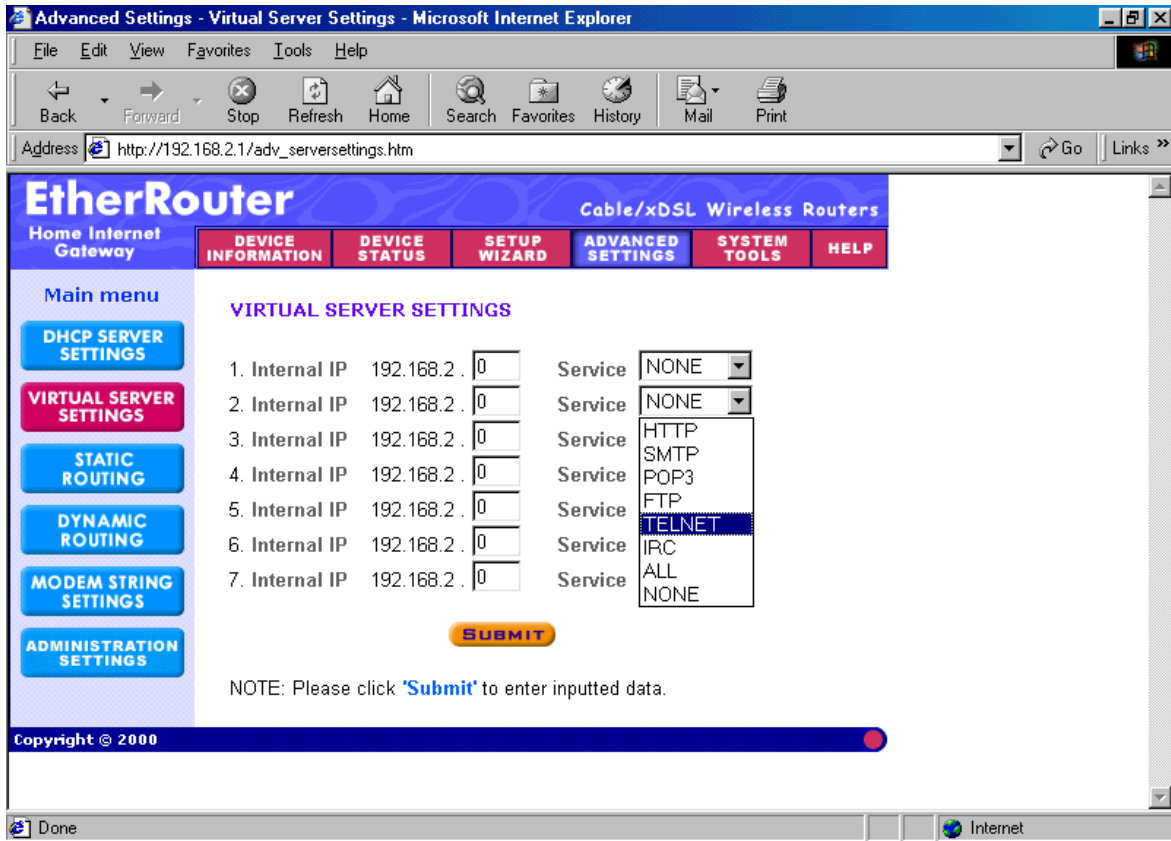 Advanced Settings - Virtual Server Settings - Microsoft Internet Explorer
File Edit View Favorites Tools Help
Back Forward Stop Refresh Home Search Favorites History Mail Print
Address http://192.168.2.1/adv_serversettings.htm Go Links »
EtherRouter
Cable/xDSL Wireless Routers
Home Internet
Gateway
DEVICE INFORMATION DEVICE STATUS SETUP WIZARD ADVANCED SETTINGS SYSTEM TOOLS HELP
Main menu
DHCP SERVER
SETTINGS
VIRTUAL SERVER
SETTINGS
STATIC
ROUTING
DYNAMIC
ROUTING
MODEM STRING
SETTINGS
ADMINISTRATION
SETTINGS
VIRTUAL SERVER SETTINGS
1. Internal IP 192.168.2 . 0 Service NONE
2. Internal IP 192.168.2 . 0 Service NONE
3. Internal IP 192.168.2 . 0 Service
4. Internal IP 192.168.2 . 0 Service
5. Internal IP 192.168.2 . 0 Service
6. Internal IP 192.168.2 . 0 Service
7. Internal IP 192.168.2 . 0 Service
HTTP
SMTP
POP3
FTP
TELNET
IRC
ALL
NONE
SUBMIT
NOTE: Please click 'Submit' to enter inputted data.
Copyright © 2000
Done Internet